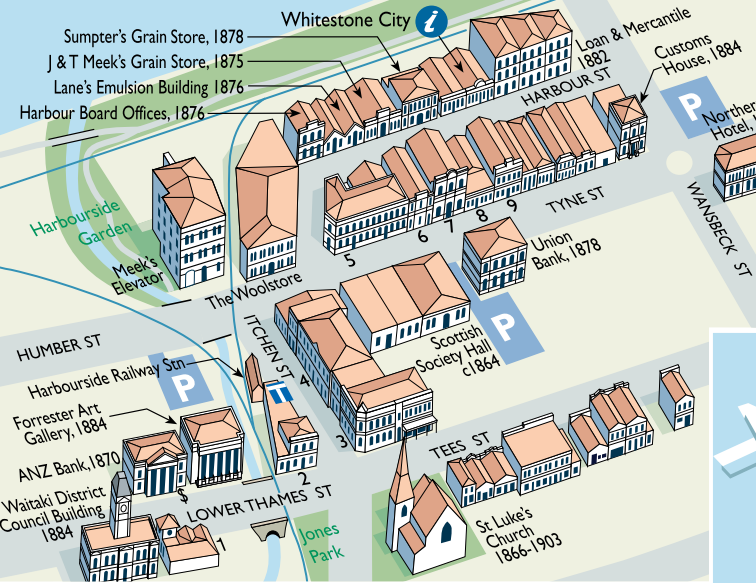 Whitestone City
i
Sumpter's Grain Store, 1878
J & T Meek's Grain Store, 1875
Lane's Emulsion Building 1876
Harbour Board Offices, 1876
Loan & Mercantile
1882
Customs
House, 1884
HARBOUR ST
P
Northern
Hotel,
Harbourside
Garden
Meek's
Elevator
The Woolstore
5
6
7
8
9
TYNE ST
WANSBECK ST
Union
Bank, 1878
HUMBER ST
ITCHEN ST
Scottish
Society Hall
c1864
P
Harbourside Railway Stn
P
Forrester Art
Gallery, 1884
ANZ Bank, 1870
Waitaki District
Council Building
1884
$
4
3
2
1
TEES ST
LOWER THAMES ST
Jones
Park
St Luke's
Church
1866-1903